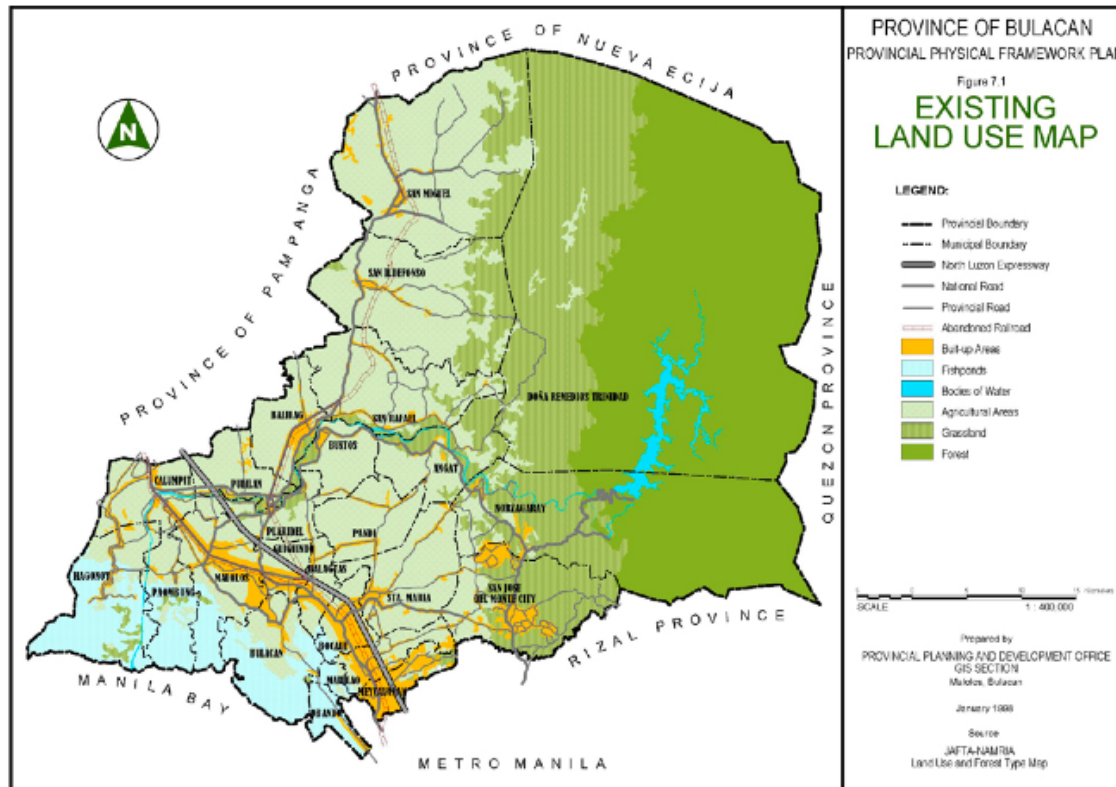 PROVINCE OF BULACAN
PROVINCIAL PHYSICAL FRAMEWORK PLAN
Figure 7.1
EXISTING
LAND USE MAP
LEGEND:
Provincial Boundary
Municipal Boundary
North Luzon Expressway
National Road
Provincial Road
Abandoned Railroad
Built-up Areas
Fishponds
Bodies of Water
Agricultural Areas
Grassland
Forest
SCALE
1 : 400,000
Prepared by
PROVINCIAL PLANNING AND DEVELOPMENT OFFICE
GIS SECTION
Malolos, Bulacan
Source
JAFTA-NAMRIA
Land Use and Forest Type Map
N
PROVINCE OF NUEVA ECIJA
PROVINCE OF PAMPANGA
QUEZON PROVINCE
RIZAL PROVINCE
METRO MANILA
MANILA BAY
SAN MIGUEL
SAN ILDEFONSO
DOÑA REMEDIOS TRINIDAD
BALIUAG
SAN RAFAEL
BUSTOS
ANGAT
NORZAGARAY
CALUMPIT
PULILAN
PLARIDEL
GUIGUINTO
PANDI
BALAGTAS
HAGONOY
PAOMBONG
MALOLOS
STA. MARIA
SAN JOSE
DEL MONTE CITY
BULACAN
BOCAUE
MARILAO
MEYCAUAYAN
OBANDO